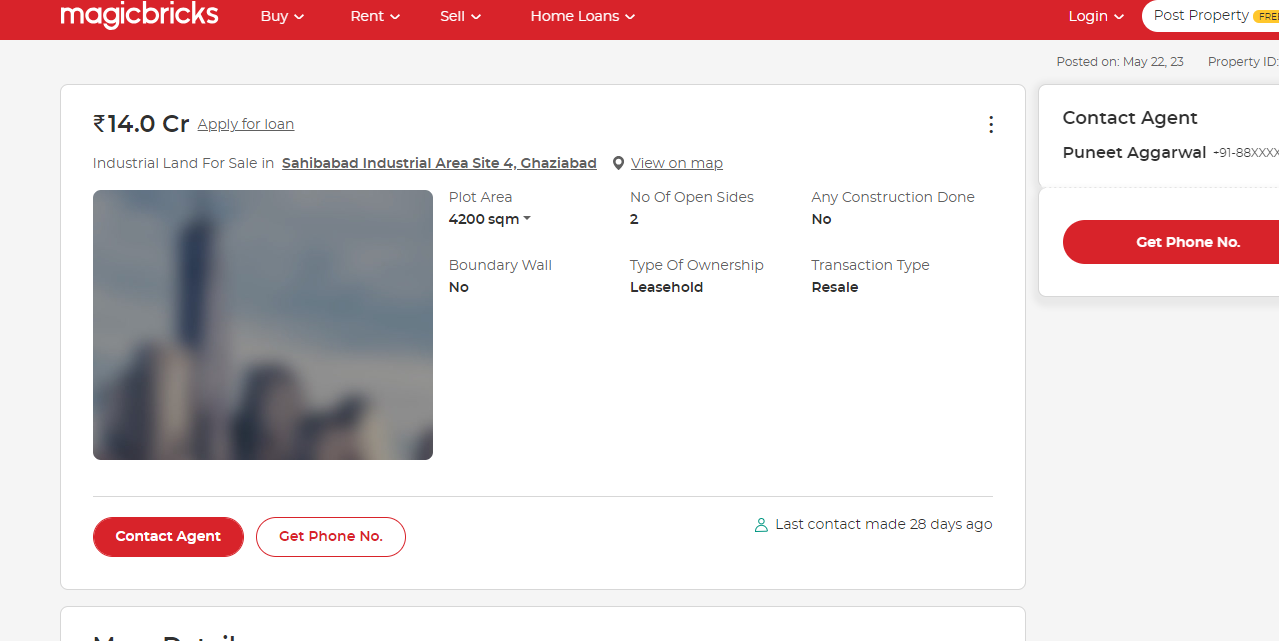 magicbricks Buy Rent Sell Home Loans Login Post Property FREE
Posted on: May 22, 23 Property ID:
₹14.0 Cr Apply for loan
Industrial Land For Sale in Sahibabad Industrial Area Site 4, Ghaziabad View on map
Plot Area No Of Open Sides Any Construction Done
4200 sqm 2 No
Boundary Wall Type Of Ownership Transaction Type
No Leasehold Resale
Contact Agent Get Phone No. Last contact made 28 days ago
Contact Agent
Puneet Aggarwal +91-88XXXX
Get Phone No.